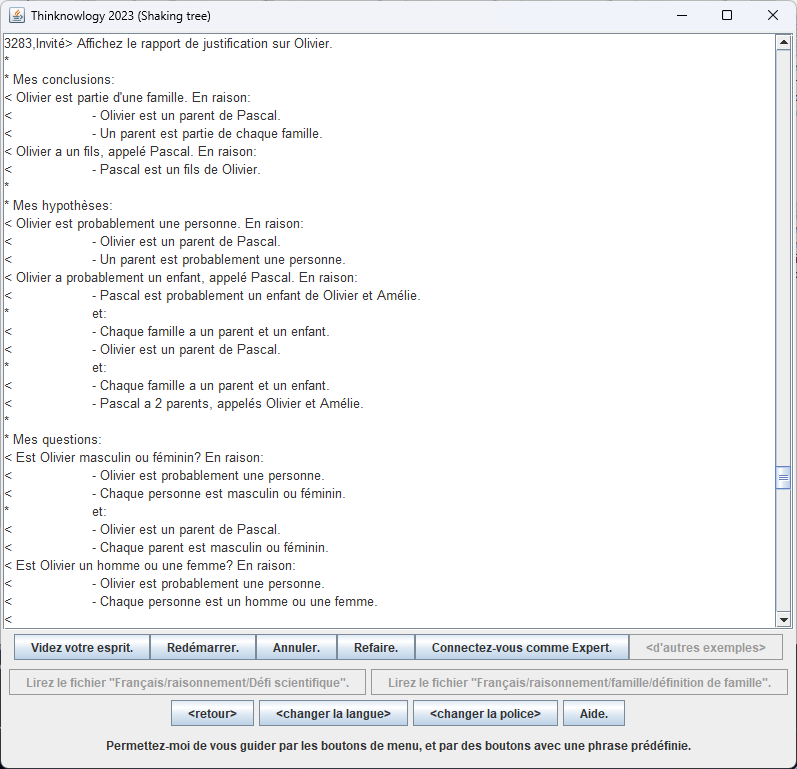 Thinknowlogy 2023 (Shaking tree)
3283,Invité> Affichez le rapport de justification sur Olivier.
*
* Mes conclusions:
< Olivier est partie d'une famille. En raison:
< - Olivier est un parent de Pascal.
< - Un parent est partie de chaque famille.
< Olivier a un fils, appelé Pascal. En raison:
< - Pascal est un fils de Olivier.
*
* Mes hypothèses:
< Olivier est probablement une personne. En raison:
< - Olivier est un parent de Pascal.
< - Un parent est probablement une personne.
< Olivier a probablement un enfant, appelé Pascal. En raison:
< - Pascal est probablement un enfant de Olivier et Amélie.
* et:
< - Chaque famille a un parent et un enfant.
< - Olivier est un parent de Pascal.
* et:
< - Chaque famille a un parent et un enfant.
< - Pascal a 2 parents, appelés Olivier et Amélie.
*
* Mes questions:
< Est Olivier masculin ou féminin? En raison:
< - Olivier est probablement une personne.
< - Chaque personne est masculin ou féminin.
* et:
< - Olivier est un parent de Pascal.
< - Chaque parent est masculin ou féminin.
< Est Olivier un homme ou une femme? En raison:
< - Olivier est probablement une personne.
< - Chaque personne est un homme ou une femme.
<
Videz votre esprit. Redémarrer. Annuler. Refaire. Connectez-vous comme Expert. <d'autres exemples>
Lirez le fichier "Français/raisonnement/Défi scientifique". Lirez le fichier "Français/raisonnement/famille/définition de famille".
<retour> <changer la langue> <changer la police> Aide.
Permettez-moi de vous guider par les boutons de menu, et par des boutons avec une phrase prédéfinie.